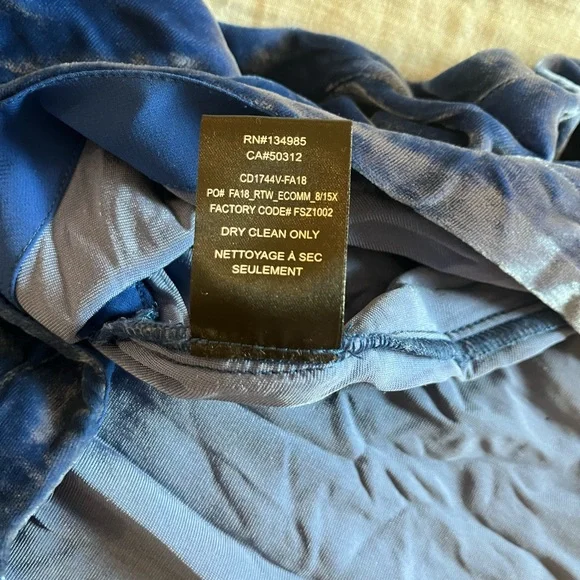 RN#134985
CA#50312
CD1744V-FA18
PO# FA18_RTW_ECOMM_8/15X
FACTORY CODE# FSZ1002
DRY CLEAN ONLY
NETTOYAGE À SEC
SEULEMENT